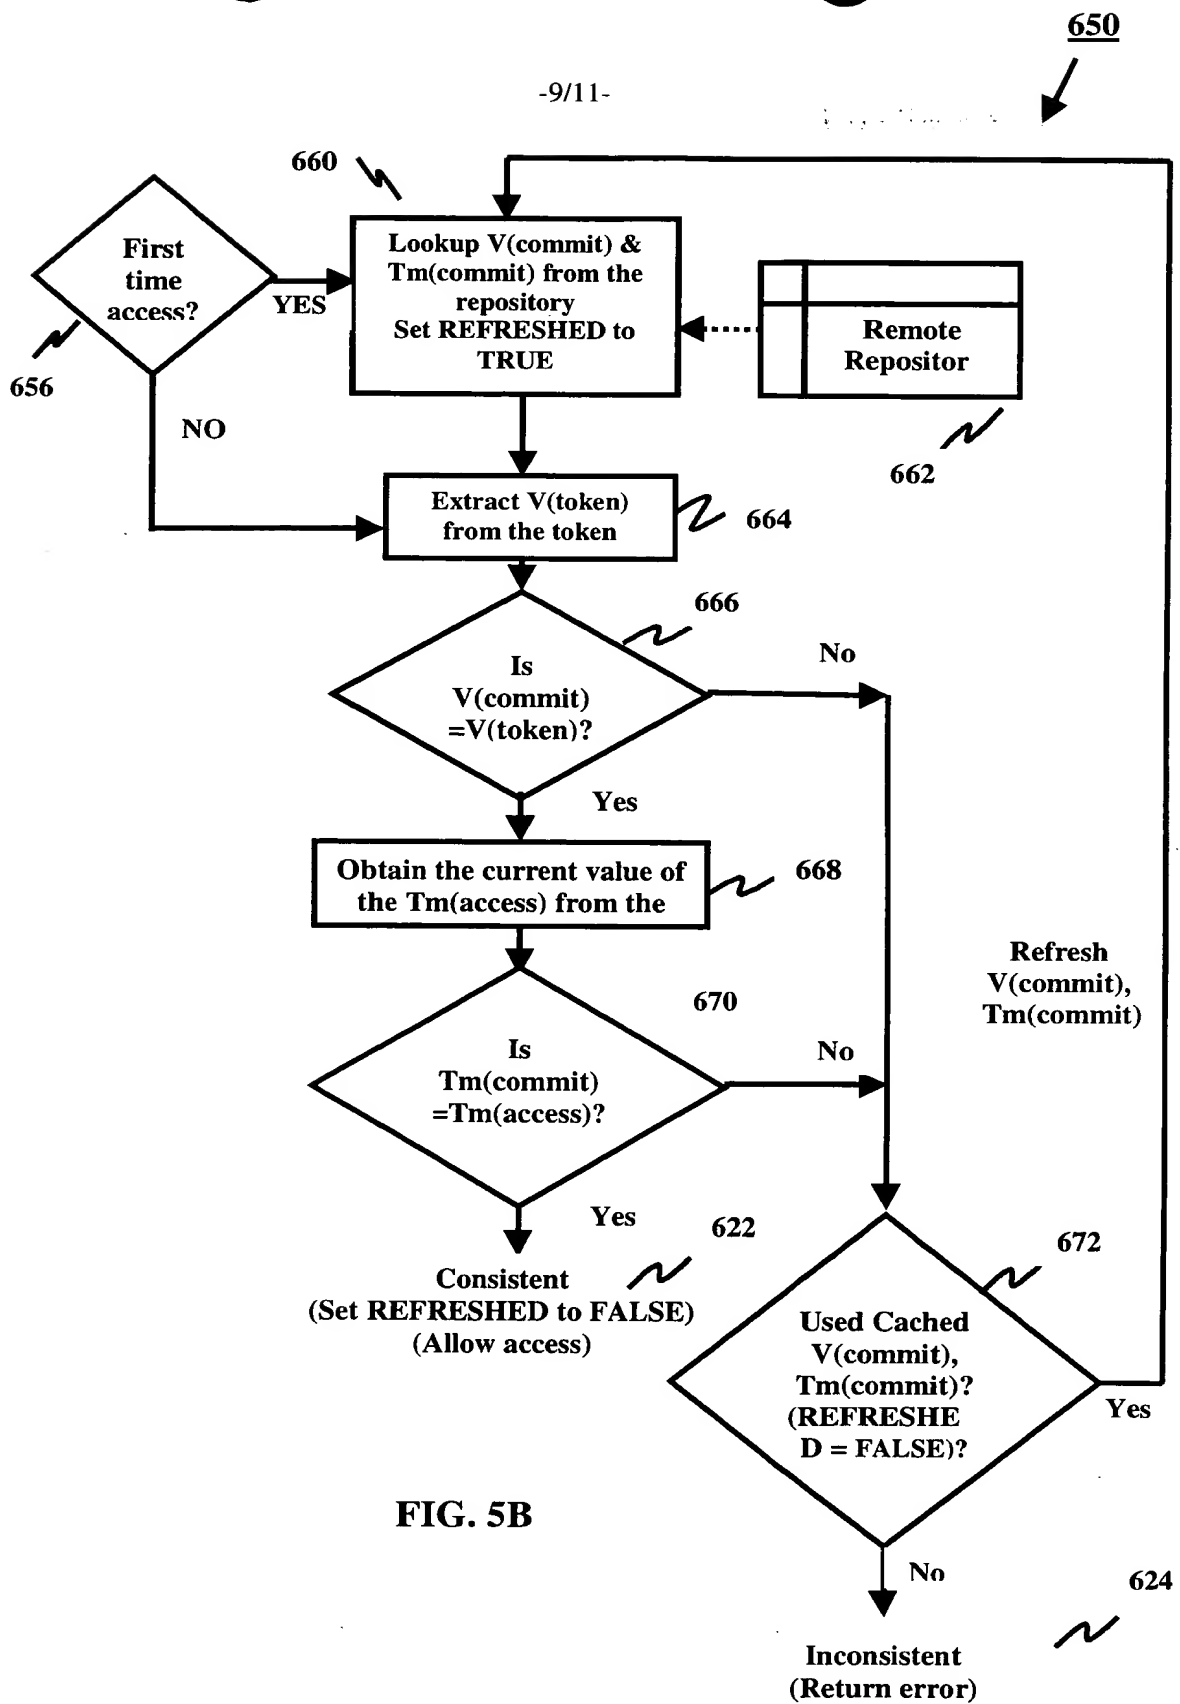 650
-9/11-
660
First
time
access?
YES
656
NO
Lookup V(commit) &
Tm(commit) from the
repository
Set REFRESHED to
TRUE
Remote
Repositor
662
Extract V(token)
from the token
664
666
Is
V(commit)
=V(token)?
No
Yes
Obtain the current value of
the Tm(access) from the
668
Refresh
V(commit),
Tm(commit)
670
Is
Tm(commit)
=Tm(access)?
No
Yes
622
Consistent
(Set REFRESHED to FALSE)
(Allow access)
672
Used Cached
V(commit),
Tm(commit)?
(REFRESHE
D = FALSE)?
Yes
FIG. 5B
No
624
Inconsistent
(Return error)